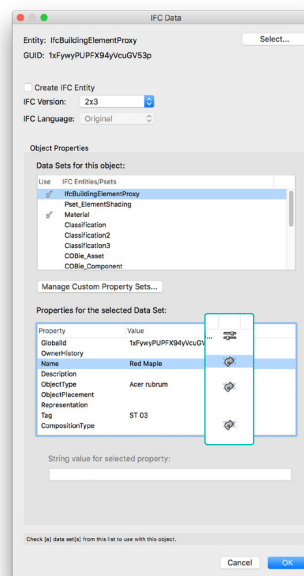 IFC Data
Entity: IfcBuildingElementProxy
Select...
GUID: 1xFywyPUPFX94yVcuGV53p
Create IFC Entity
IFC Version: 2x3
IFC Language: Original
Object Properties
Data Sets for this object:
Use IFC Entities/Psets
IfcBuildingElementProxy
Pset_ElementShading
Material
Classification
Classification2
Classification3
COBie_Asset
COBie_Component
Manage Custom Property Sets...
Properties for the selected Data Set:
Property Value ...
GlobalId 1xFywyPUPFX94yVcuGV
OwnerHistory
Name Red Maple
Description
ObjectType Acer rubrum
ObjectPlacement
Representation
Tag ST 03
CompositionType
String value for selected property:
Check [a] data set[s] from this list to use with this object.
Cancel OK